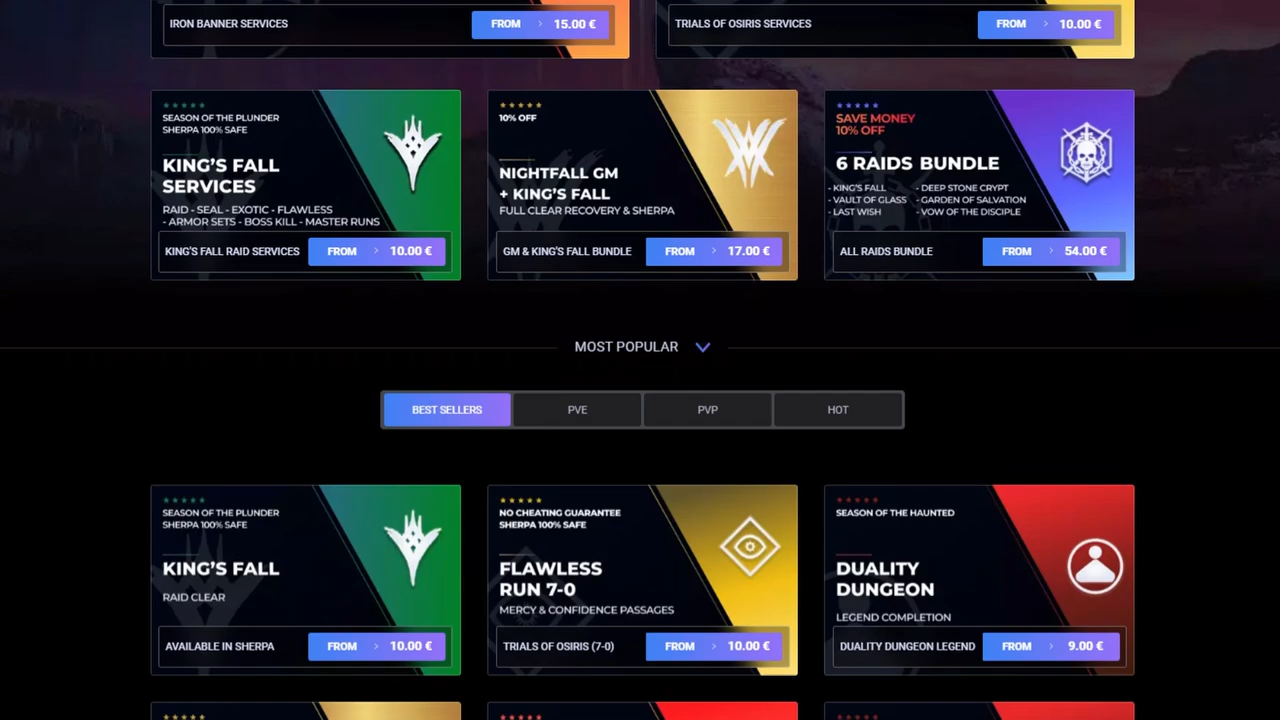 IRON BANNER SERVICES
FROM > 15.00 €
TRIALS OF OSIRIS SERVICES
FROM > 10.00 €
SEASON OF THE PLUNDER
SHERPA 100% SAFE
KING'S FALL
SERVICES
RAID - SEAL - EXOTIC - FLAWLESS
- ARMOR SETS - BOSS KILL - MASTER RUNS
KING'S FALL RAID SERVICES
FROM > 10.00 €
10% OFF
NIGHTFALL GM
+ KING'S FALL
FULL CLEAR RECOVERY & SHERPA
GM & KING'S FALL BUNDLE
FROM > 17.00 €
SAVE MONEY
10% OFF
6 RAIDS BUNDLE
- KING'S FALL - DEEP STONE CRYPT
- VAULT OF GLASS - GARDEN OF SALVATION
- LAST WISH - VOW OF THE DISCIPLE
ALL RAIDS BUNDLE
FROM > 54.00 €
MOST POPULAR
BEST SELLERS
PVE
PVP
HOT
SEASON OF THE PLUNDER
SHERPA 100% SAFE
KING'S FALL
RAID CLEAR
AVAILABLE IN SHERPA
FROM > 10.00 €
NO CHEATING GUARANTEE
SHERPA 100% SAFE
FLAWLESS
RUN 7-0
MERCY & CONFIDENCE PASSAGES
TRIALS OF OSIRIS (7-0)
FROM > 10.00 €
SEASON OF THE HAUNTED
DUALITY
DUNGEON
LEGEND COMPLETION
DUALITY DUNGEON LEGEND
FROM > 9.00 €